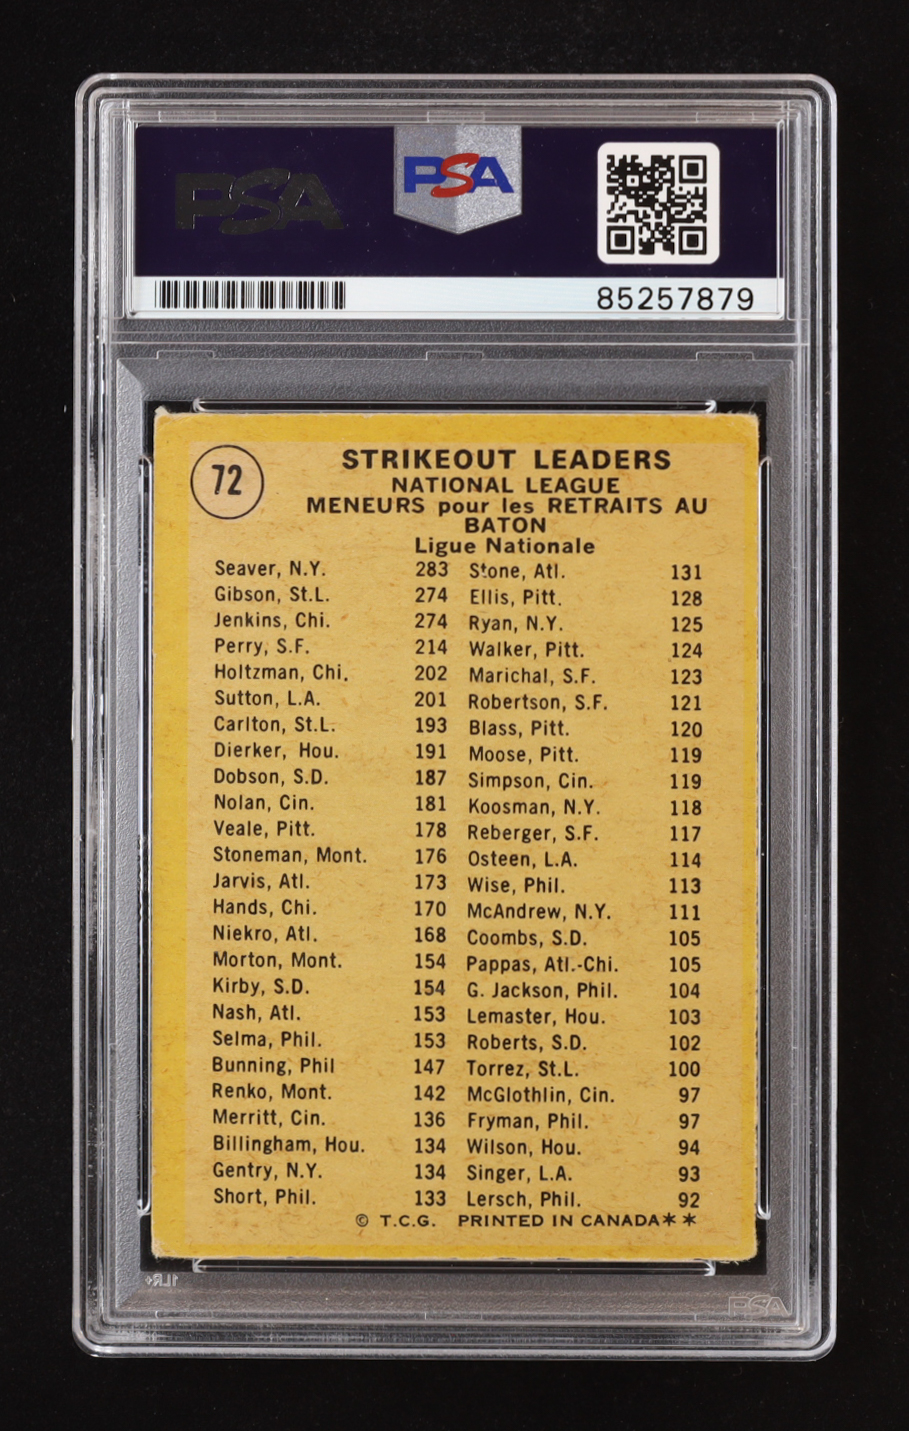 PSA
PSA
85257879
72
STRIKEOUT LEADERS
NATIONAL LEAGUE
MENEURS pour les RETRAITS AU
BATON
Ligue Nationale
Seaver, N.Y. 283 Stone, Atl. 131
Gibson, St.L. 274 Ellis, Pitt. 128
Jenkins, Chi. 274 Ryan, N.Y. 125
Perry, S.F. 214 Walker, Pitt. 124
Holtzman, Chi. 202 Marichal, S.F. 123
Sutton, L.A. 201 Robertson, S.F. 121
Carlton, St.L. 193 Blass, Pitt. 120
Dierker, Hou. 191 Moose, Pitt. 119
Dobson, S.D. 187 Simpson, Cin. 119
Nolan, Cin. 181 Koosman, N.Y. 118
Veale, Pitt. 178 Reberger, S.F. 117
Stoneman, Mont. 176 Osteen, L.A. 114
Jarvis, Atl. 173 Wise, Phil. 113
Hands, Chi. 170 McAndrew, N.Y. 111
Niekro, Atl. 168 Coombs, S.D. 105
Morton, Mont. 154 Pappas, Atl.-Chi. 105
Kirby, S.D. 154 G. Jackson, Phil. 104
Nash, Atl. 153 Lemaster, Hou. 103
Selma, Phil. 153 Roberts, S.D. 102
Bunning, Phil 147 Torrez, St.L. 100
Renko, Mont. 142 McGlothlin, Cin. 97
Merritt, Cin. 136 Fryman, Phil. 97
Billingham, Hou. 134 Wilson, Hou. 94
Gentry, N.Y. 134 Singer, L.A. 93
Short, Phil. 133 Lersch, Phil. 92
© T.C.G. PRINTED IN CANADA✶✶
PSA